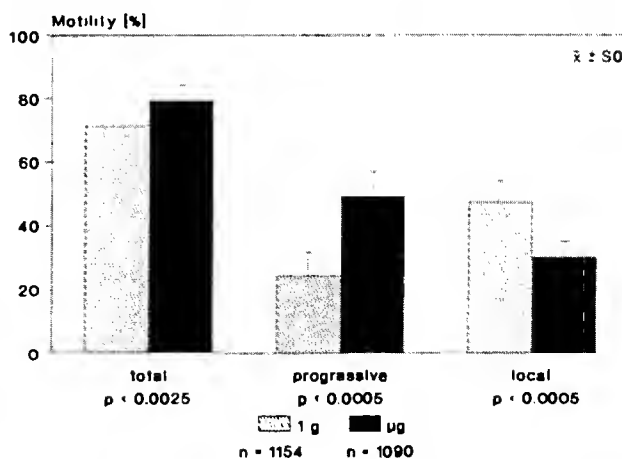 Motility [%]
100
x̄ ± SD
80
60
40
20
0
total progressive local
p < 0.0025 p < 0.0005 p < 0.0005
1 g μg
n = 1154 n = 1090